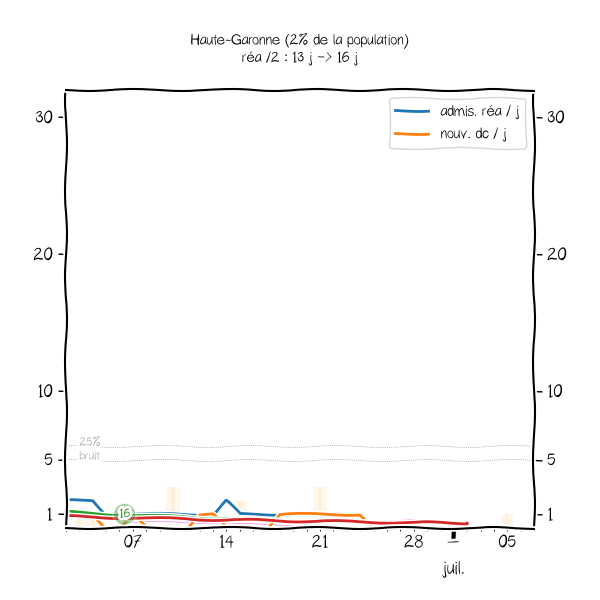 Haute-Garonne (2% de la population)
réa /2 : 13 j -> 16 j
admis. réa / j
nouv. dc / j
30
30
20
20
10
10
25%
bruit
5
5
16
1
1
07
14
21
28
05
juil.